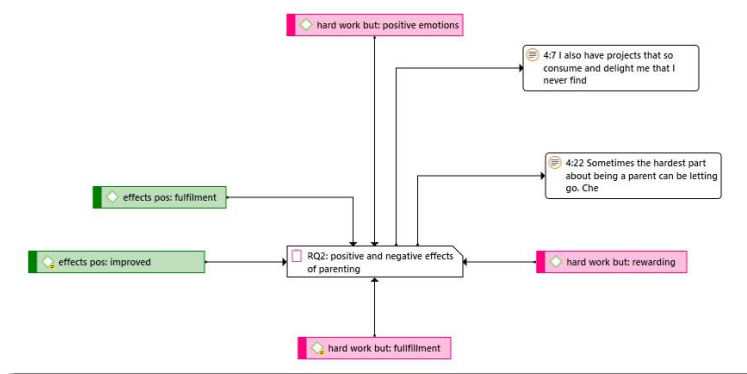 hard work but: positive emotions
4:7 I also have projects that so
consume and delight me that I
never find
4:22 Sometimes the hardest part
about being a parent can be letting
go. Che
effects pos: fulfilment
effects pos: improved
RQ2: positive and negative effects
of parenting
hard work but: rewarding
hard work but: fullfillment